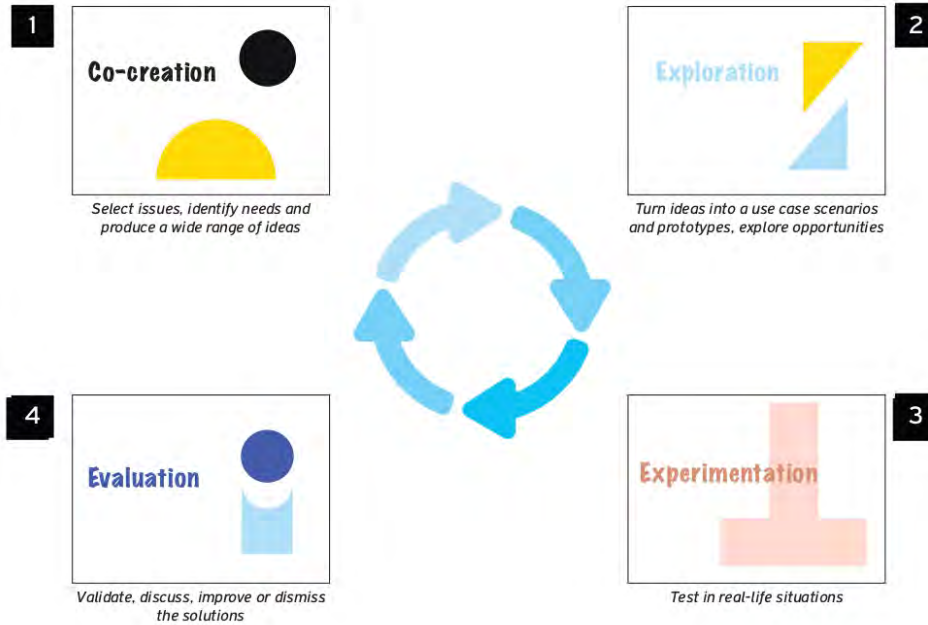 1
Co-creation
Select issues, identify needs and
produce a wide range of ideas
2
Exploration
Turn ideas into a use case scenarios
and prototypes, explore opportunities
3
Experimentation
Test in real-life situations
4
Evaluation
Validate, discuss, improve or dismiss
the solutions